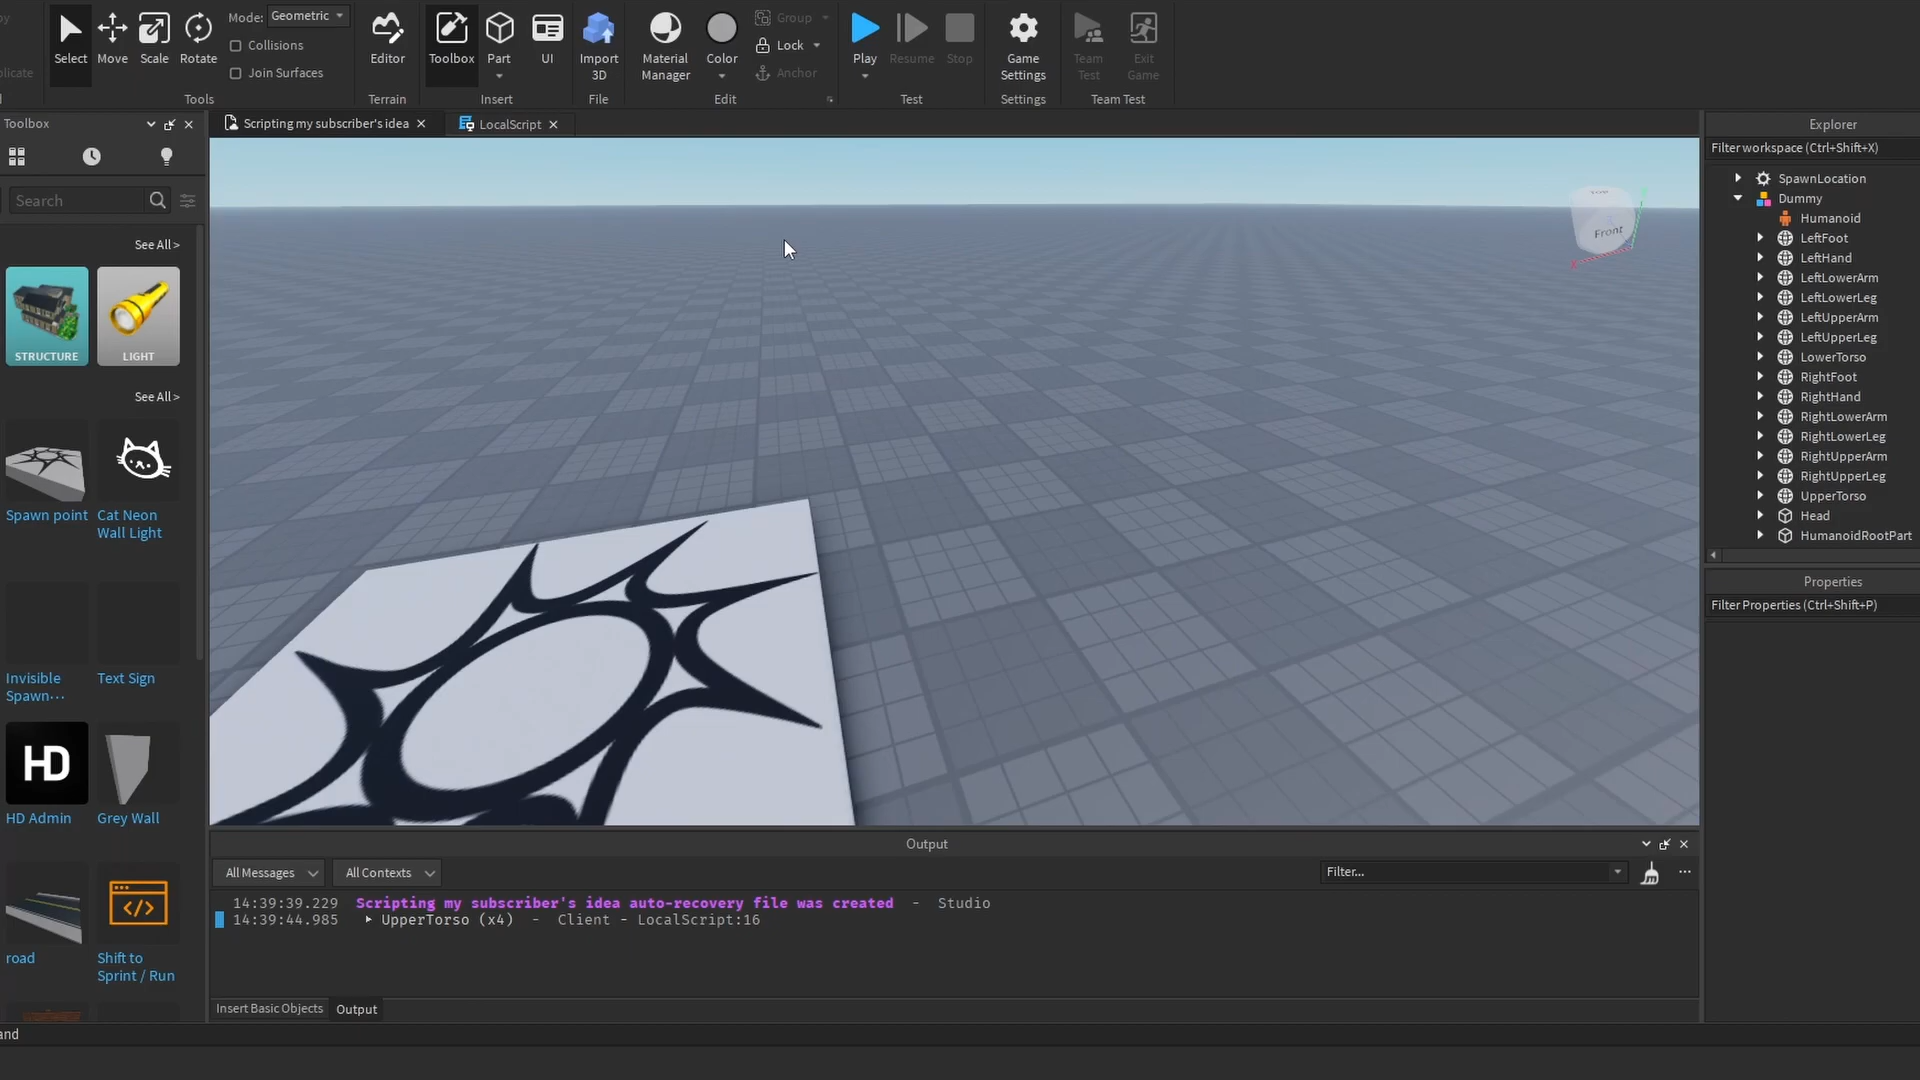 Mode: Geometric
Collisions
Join Surfaces
Select Move Scale Rotate
Editor
Toolbox Part UI
Import
3D
Material
Manager
Color
Group
Lock
Anchor
Play Resume Stop
Game
Settings
Team
Test
Exit
Game
Tools
Terrain
Insert
File
Edit
Test
Settings
Team Test
Toolbox
Scripting my subscriber's idea
LocalScript
Search
See All >
STRUCTURE
LIGHT
See All >
Spawn point
Cat Neon
Wall Light
Invisible
Spawn...
Text Sign
HD
HD Admin
Grey Wall
road
Shift to
Sprint / Run
Front
Explorer
Filter workspace (Ctrl+Shift+X)
SpawnLocation
Dummy
Humanoid
LeftFoot
LeftHand
LeftLowerArm
LeftLowerLeg
LeftUpperArm
LeftUpperLeg
LowerTorso
RightFoot
RightHand
RightLowerArm
RightLowerLeg
RightUpperArm
RightUpperLeg
UpperTorso
Head
HumanoidRootPart
Properties
Filter Properties (Ctrl+Shift+P)
Output
All Messages
All Contexts
Filter...
14:39:39.229 Scripting my subscriber's idea auto-recovery file was created - Studio
14:39:44.985 UpperTorso (x4) - Client - LocalScript:16
Insert Basic Objects
Output
and